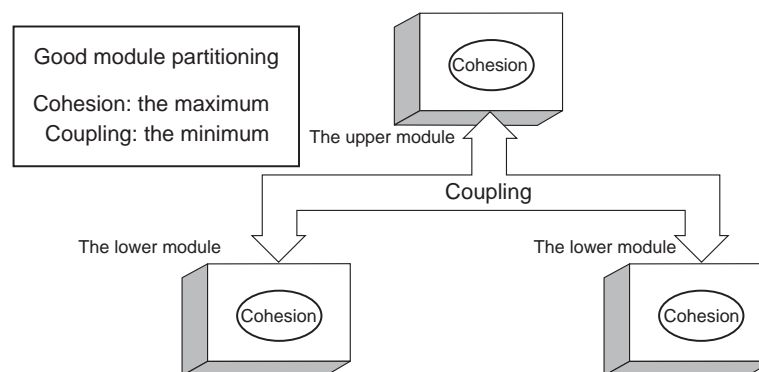 Good module partitioning
Cohesion: the maximum
Coupling: the minimum
Cohesion
The upper module
Coupling
The lower module
The lower module
Cohesion
Cohesion